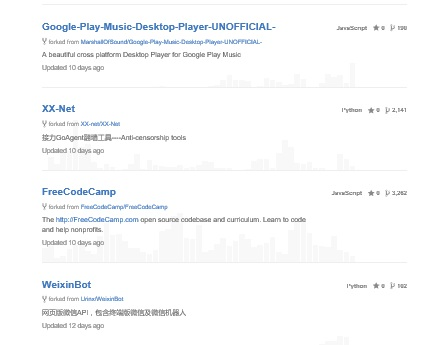 Google-Play-Music-Desktop-Player-UNOFFICIAL-
JavaScript 0 198
forked from MarshallOfSound/Google-Play-Music-Desktop-Player-UNOFFICIAL-
A beautiful cross platform Desktop Player for Google Play Music
Updated 10 days ago
XX-Net
Python 0 2,141
forked from XX-net/XX-Net
接力GoAgent翻墙工具----Anti-censorship tools
Updated 10 days ago
FreeCodeCamp
JavaScript 0 3,262
forked from FreeCodeCamp/FreeCodeCamp
The http://FreeCodeCamp.com open source codebase and curriculum. Learn to code
and help nonprofits.
Updated 10 days ago
WeixinBot
Python 0 102
forked from Urinx/WeixinBot
网页版微信API，包含终端版微信及微信机器人
Updated 12 days ago